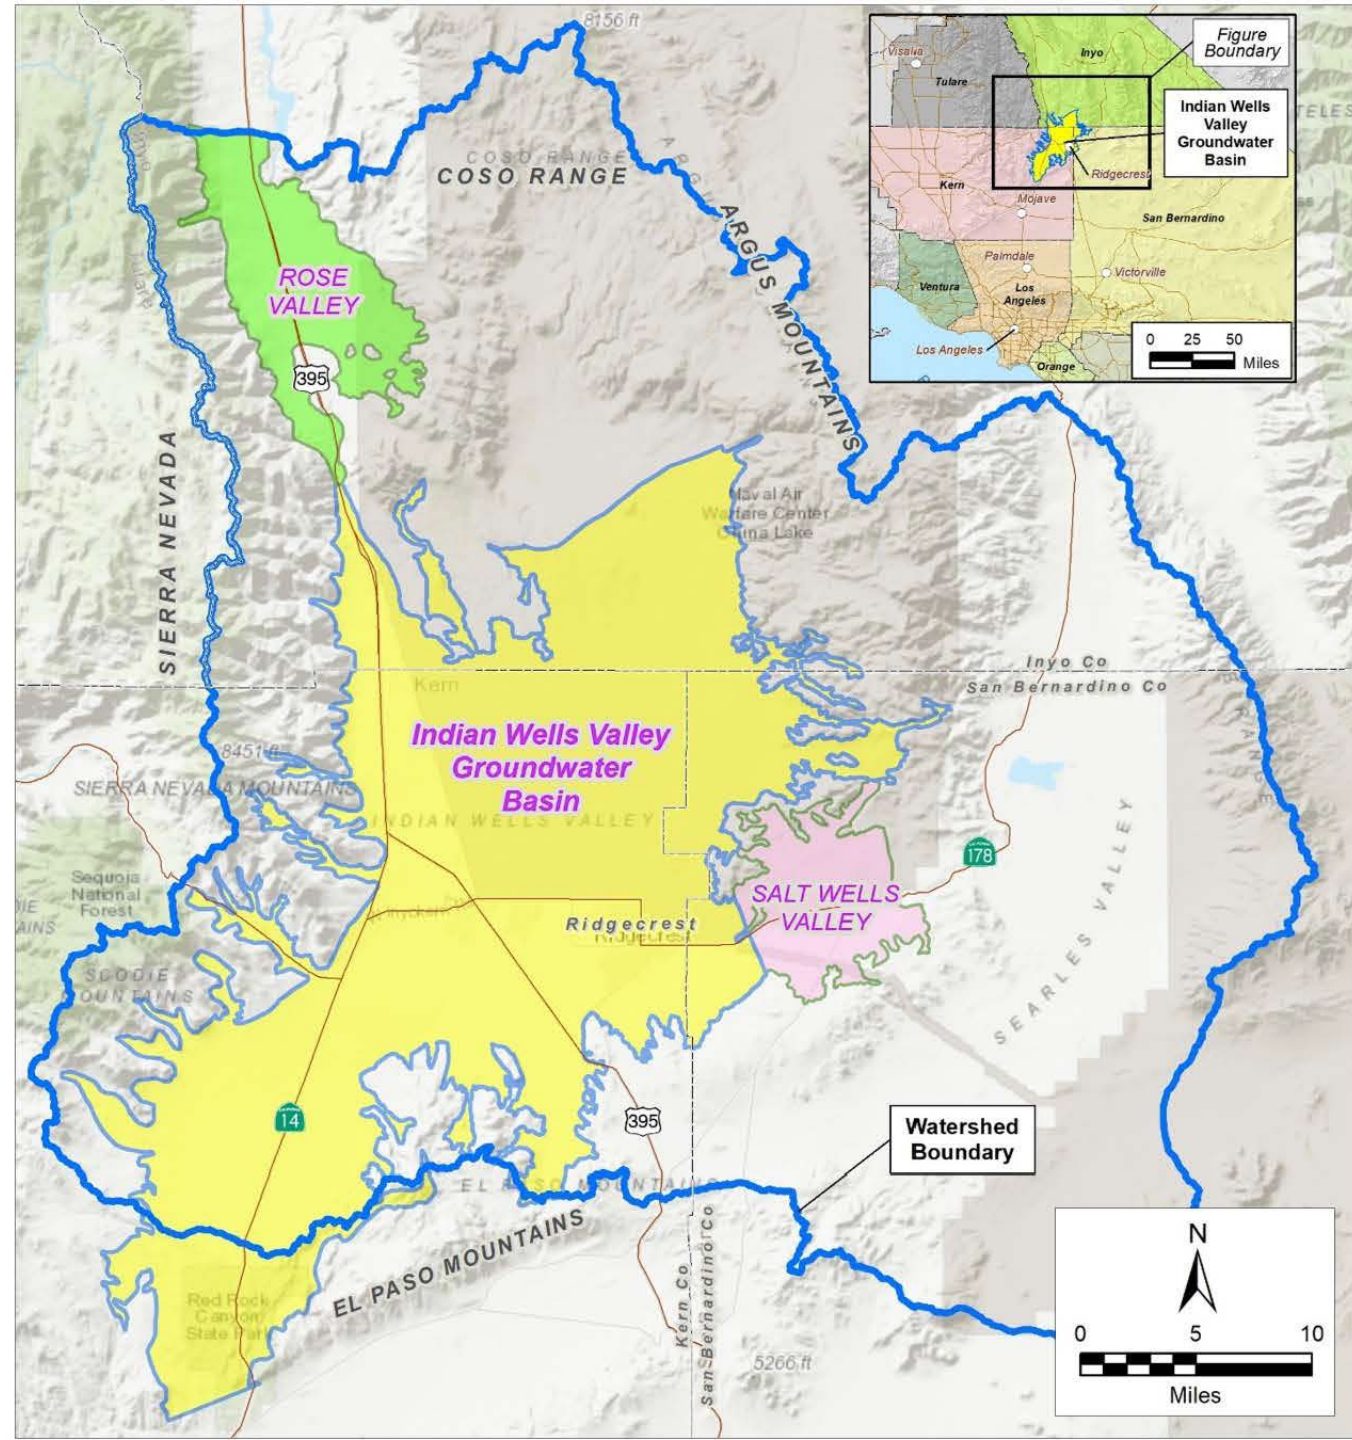 8156 ft
COSO RANGE
COSO RANGE
ARGUS MOUNTAINS
ROSE
VALLEY
395
SIERRA NEVADA
Naval Air
Warfare Center
China Lake
Inyo Co
San Bernardino Co
Kern
Indian Wells Valley
Groundwater
Basin
8451 ft
SIERRA NEVADA MOUNTAINS
INDIAN WELLS VALLEY
178
SALT WELLS
VALLEY
SEARLES VALLEY
Sequoia
National
Forest
Inyokern
Ridgecrest
Ridgecrest
SCODIE
MOUNTAINS
14
395
Watershed
Boundary
EL PASO MOUNTAINS
EL PASO MOUNTAINS
Red Rock
Canyon
State Park
Kern Co
San Bernardino Co
5266 ft
N
0 5 10
Miles
Figure
Boundary
Indian Wells
Valley
Groundwater
Basin
Visalia
Tulare
Inyo
Kern
Ridgecrest
Mojave
San Bernardino
Palmdale
Victorville
Ventura
Los
Angeles
Los Angeles
Orange
0 25 50
Miles